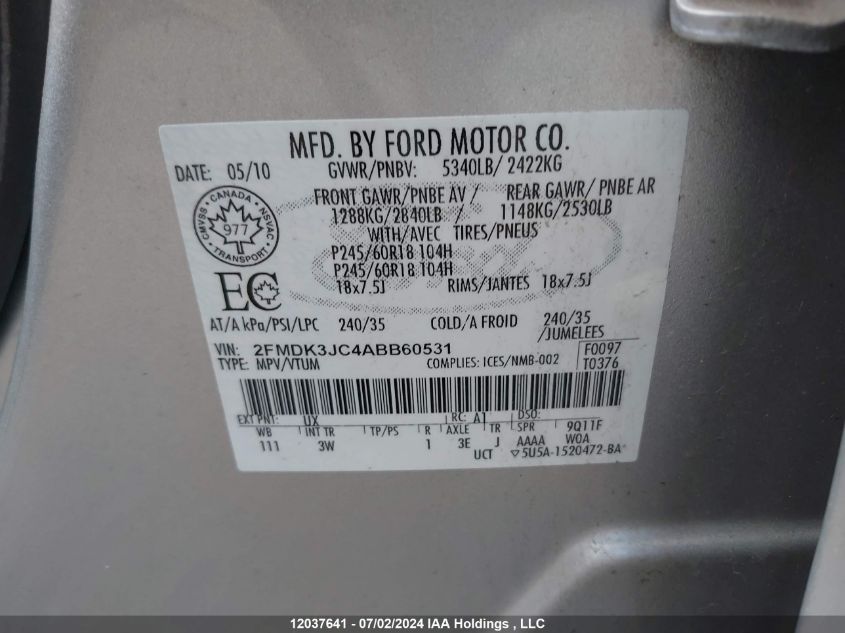 MFD. BY FORD MOTOR CO.
DATE: 05/10 GVWR/PNBV: 5340LB/ 2422KG
FRONT GAWR/PNBE AV / REAR GAWR/ PNBE AR
1288KG/2840LB / 1148KG/2530LB
WITH/AVEC TIRES/PNEUS
P245/60R18 104H
P245/60R18 104H
18x7.5J RIMS/JANTES 18x7.5J
CANADA
CMVSS NSVAC
977
TRANSPORT
EC
AT/A kPa/PSI/LPC 240/35 COLD/A FROID 240/35
/JUMELEES
VIN: 2FMDK3JC4ABB60531 F0097
TYPE: MPV/VTUM COMPLIES: ICES/NMB-002 T0376
EXT PNT: UX RC: A1 DSO:
WB INT TR TP/PS R AXLE TR SPR 9Q11F
111 3W 1 3E J AAAA W0A
UCT ▽5U5A-1520472-BA
12037641 - 07/02/2024 IAA Holdings , LLC